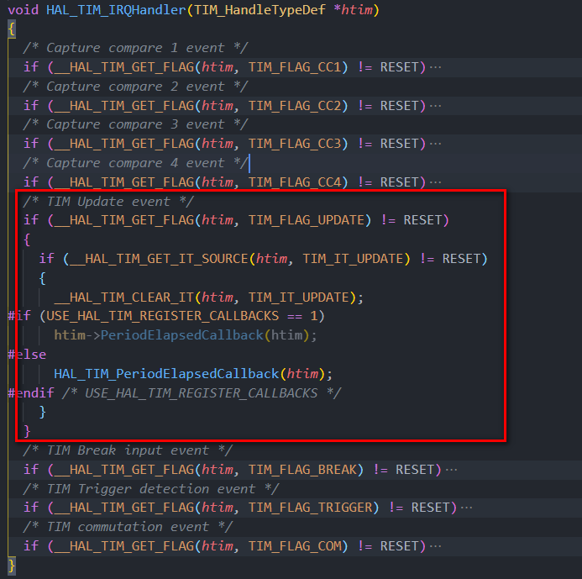 void HAL_TIM_IRQHandler(TIM_HandleTypeDef *htim)
{
  /* Capture compare 1 event */
  if (__HAL_TIM_GET_FLAG(htim, TIM_FLAG_CC1) != RESET)···
  /* Capture compare 2 event */
  if (__HAL_TIM_GET_FLAG(htim, TIM_FLAG_CC2) != RESET)···
  /* Capture compare 3 event */
  if (__HAL_TIM_GET_FLAG(htim, TIM_FLAG_CC3) != RESET)···
  /* Capture compare 4 event */
  if (__HAL_TIM_GET_FLAG(htim, TIM_FLAG_CC4) != RESET)···
  /* TIM Update event */
  if (__HAL_TIM_GET_FLAG(htim, TIM_FLAG_UPDATE) != RESET)
  {
    if (__HAL_TIM_GET_IT_SOURCE(htim, TIM_IT_UPDATE) != RESET)
    {
      __HAL_TIM_CLEAR_IT(htim, TIM_IT_UPDATE);
#if (USE_HAL_TIM_REGISTER_CALLBACKS == 1)
      htim->PeriodElapsedCallback(htim);
#else
      HAL_TIM_PeriodElapsedCallback(htim);
#endif /* USE_HAL_TIM_REGISTER_CALLBACKS */
    }
  }
  /* TIM Break input event */
  if (__HAL_TIM_GET_FLAG(htim, TIM_FLAG_BREAK) != RESET)···
  /* TIM Trigger detection event */
  if (__HAL_TIM_GET_FLAG(htim, TIM_FLAG_TRIGGER) != RESET)···
  /* TIM commutation event */
  if (__HAL_TIM_GET_FLAG(htim, TIM_FLAG_COM) != RESET)···
}